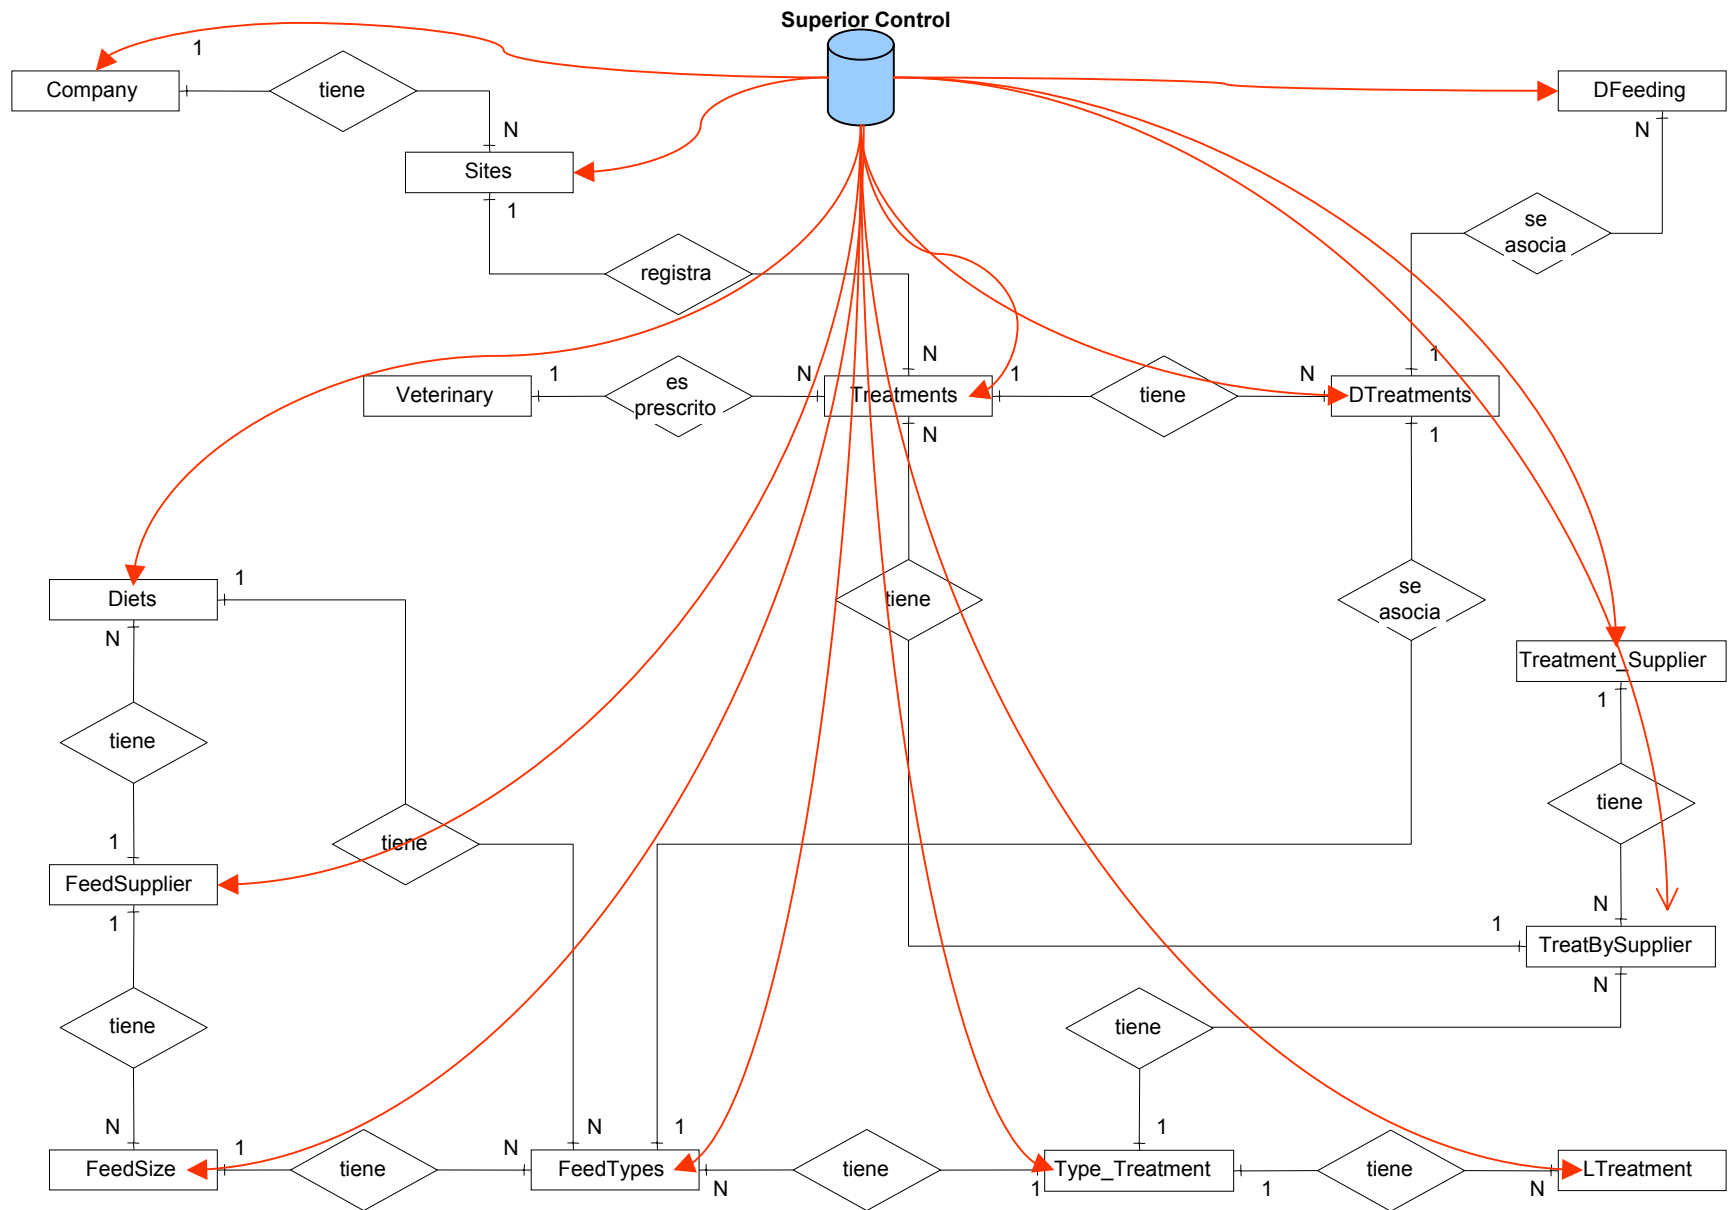 Superior Control
1
Company
tiene
DFeeding
N
N
Sites
1
se
asocia
registra
N
1
1
N
1
N
Veterinary
es
prescrito
Treatments
tiene
DTreatments
N
1
1
Diets
N
tiene
se
asocia
Treatment_Supplier
1
tiene
tiene
tiene
1
FeedSupplier
1
N
1
TreatBySupplier
N
tiene
tiene
N
1
N
N
1
1
FeedSize
tiene
FeedTypes
tiene
Type_Treatment
tiene
LTreatment
N
1
1
N